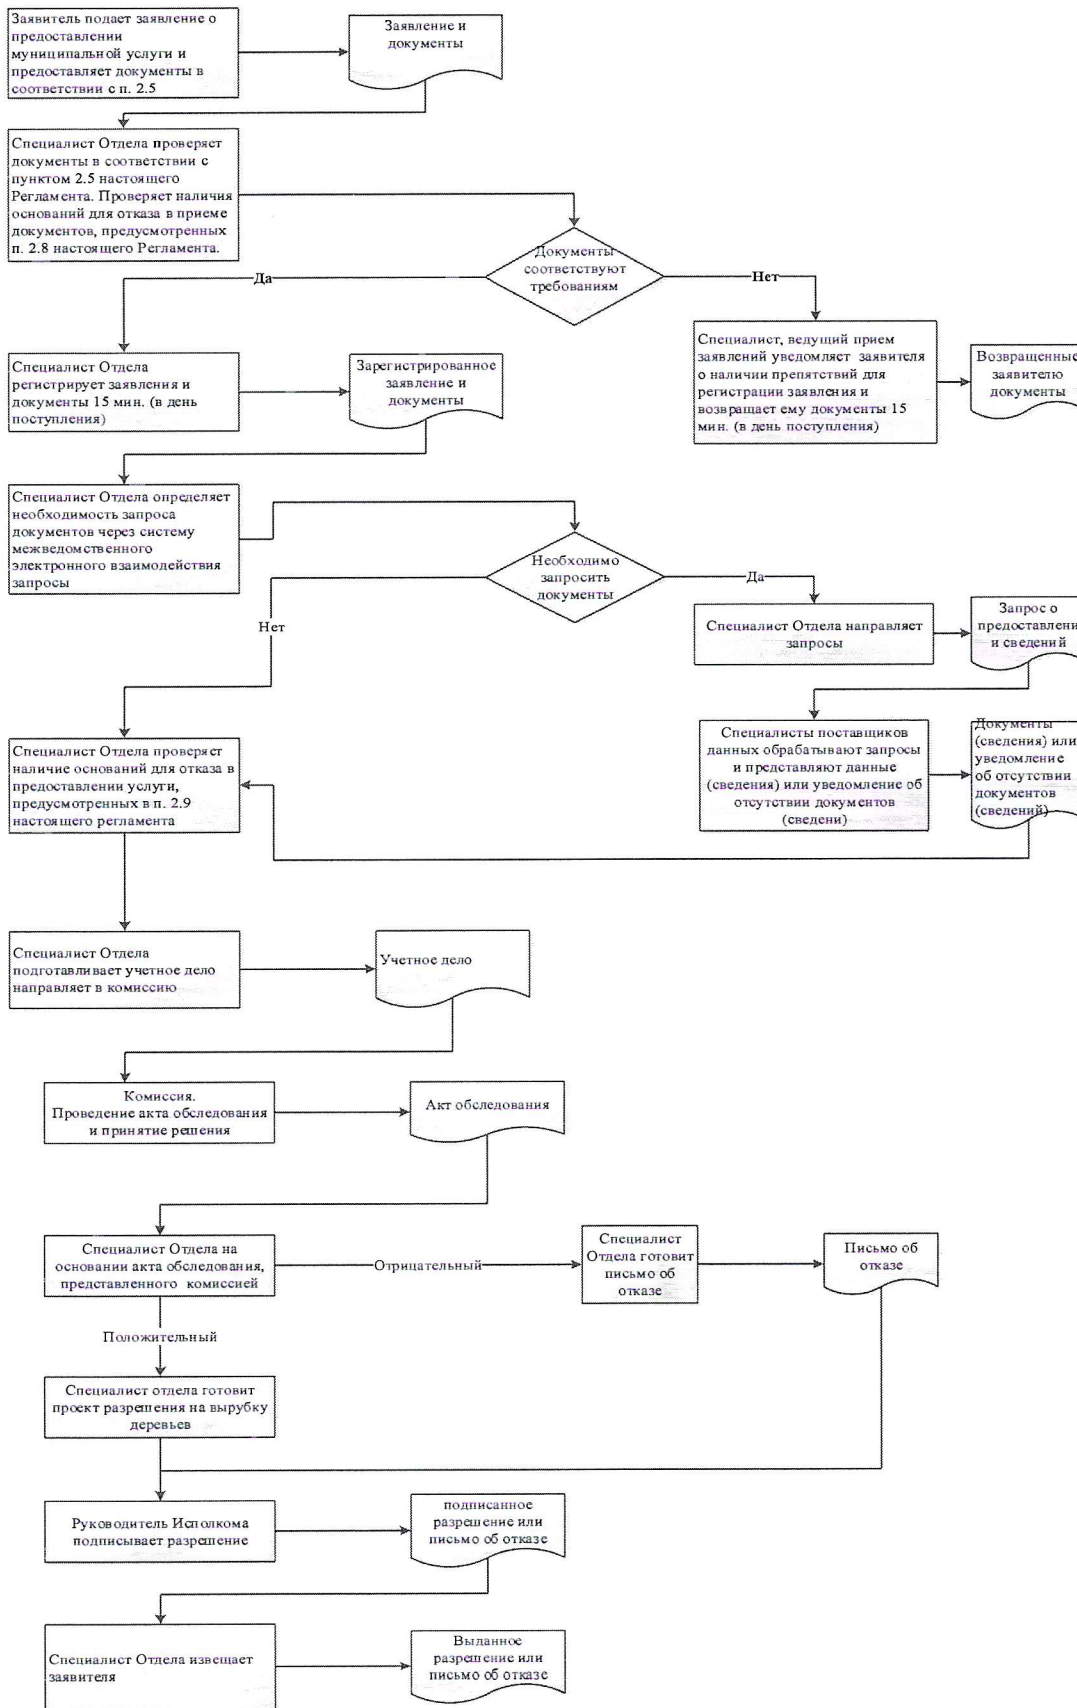 Заявитель подает заявление о
предоставлении
муниципальной услуги и
предоставляет документы в
соответствии с п. 2.5
Заявление и
документы
Специалист Отдела проверяет
документы в соответствии с
пунктом 2.5 настоящего
Регламента. Проверяет наличия
оснований для отказа в приеме
документов, предусмотренных
п. 2.8 настоящего Регламента.
Документы
соответствуют
требованиям
Да
Нет
Специалист Отдела
регистрирует заявления и
документы 15 мин. (в день
поступления)
Зарегистрированное
заявление и
документы
Специалист, ведущий прием
заявлений уведомляет заявителя
о наличии препятствий для
регистрации заявления и
возвращает ему документы 15
мин. (в день поступления)
Возвращенные
заявителю
документы
Специалист Отдела определяет
необходимость запроса
документов через систему
межведомственного
электронного взаимодействия
запросы
Необходимо
запросить
документы
Да
Нет
Специалист Отдела направляет
запросы
Запрос о
предоставлени
и сведений
Специалист Отдела проверяет
наличие оснований для отказа в
предоставлении услуги,
предусмотренных в п. 2.9
настоящего регламента
Специалисты поставщиков
данных обрабатывают запросы
и представляют данные
(сведения) или уведомление об
отсутствии документов
(сведени)
Документы
(сведения) или
уведомление
об отсутствии
документов
(сведений)
Специалист Отдела
подготавливает учетное дело
направляет в комиссию
Учетное дело
Комиссия.
Проведение акта обследования
и принятие решения
Акт обследования
Специалист Отдела на
основании акта обследования,
представленного комиссией
Отрицательный
Специалист
Отдела готовит
письмо об
отказе
Письмо об
отказе
Положительный
Специалист отдела готовит
проект разрешения на вырубку
деревьев
Руководитель Исполкома
подписывает разрешение
подписанное
разрешение или
письмо об отказе
Специалист Отдела извещает
заявителя
Выданное
разрешение или
письмо об отказе